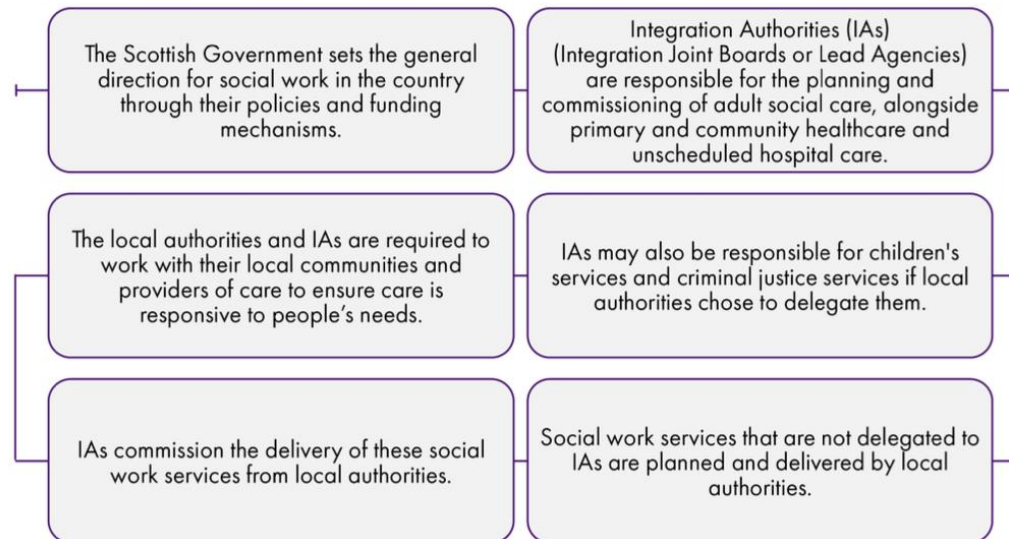 The Scottish Government sets the general
direction for social work in the country
through their policies and funding
mechanisms.
Integration Authorities (IAs)
(Integration Joint Boards or Lead Agencies)
are responsible for the planning and
commissioning of adult social care, alongside
primary and community healthcare and
unscheduled hospital care.
The local authorities and IAs are required to
work with their local communities and
providers of care to ensure care is
responsive to people’s needs.
IAs may also be responsible for children's
services and criminal justice services if local
authorities chose to delegate them.
IAs commission the delivery of these social
work services from local authorities.
Social work services that are not delegated to
IAs are planned and delivered by local
authorities.